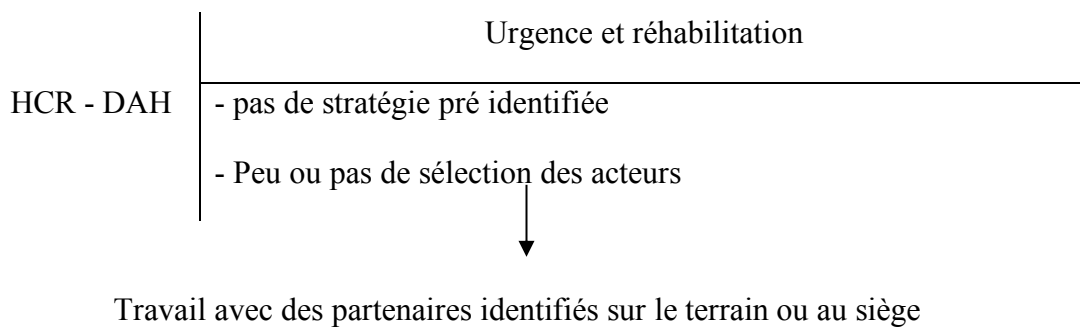 Urgence et réhabilitation
HCR - DAH
- pas de stratégie pré identifiée
- Peu ou pas de sélection des acteurs
Travail avec des partenaires identifiés sur le terrain ou au siège